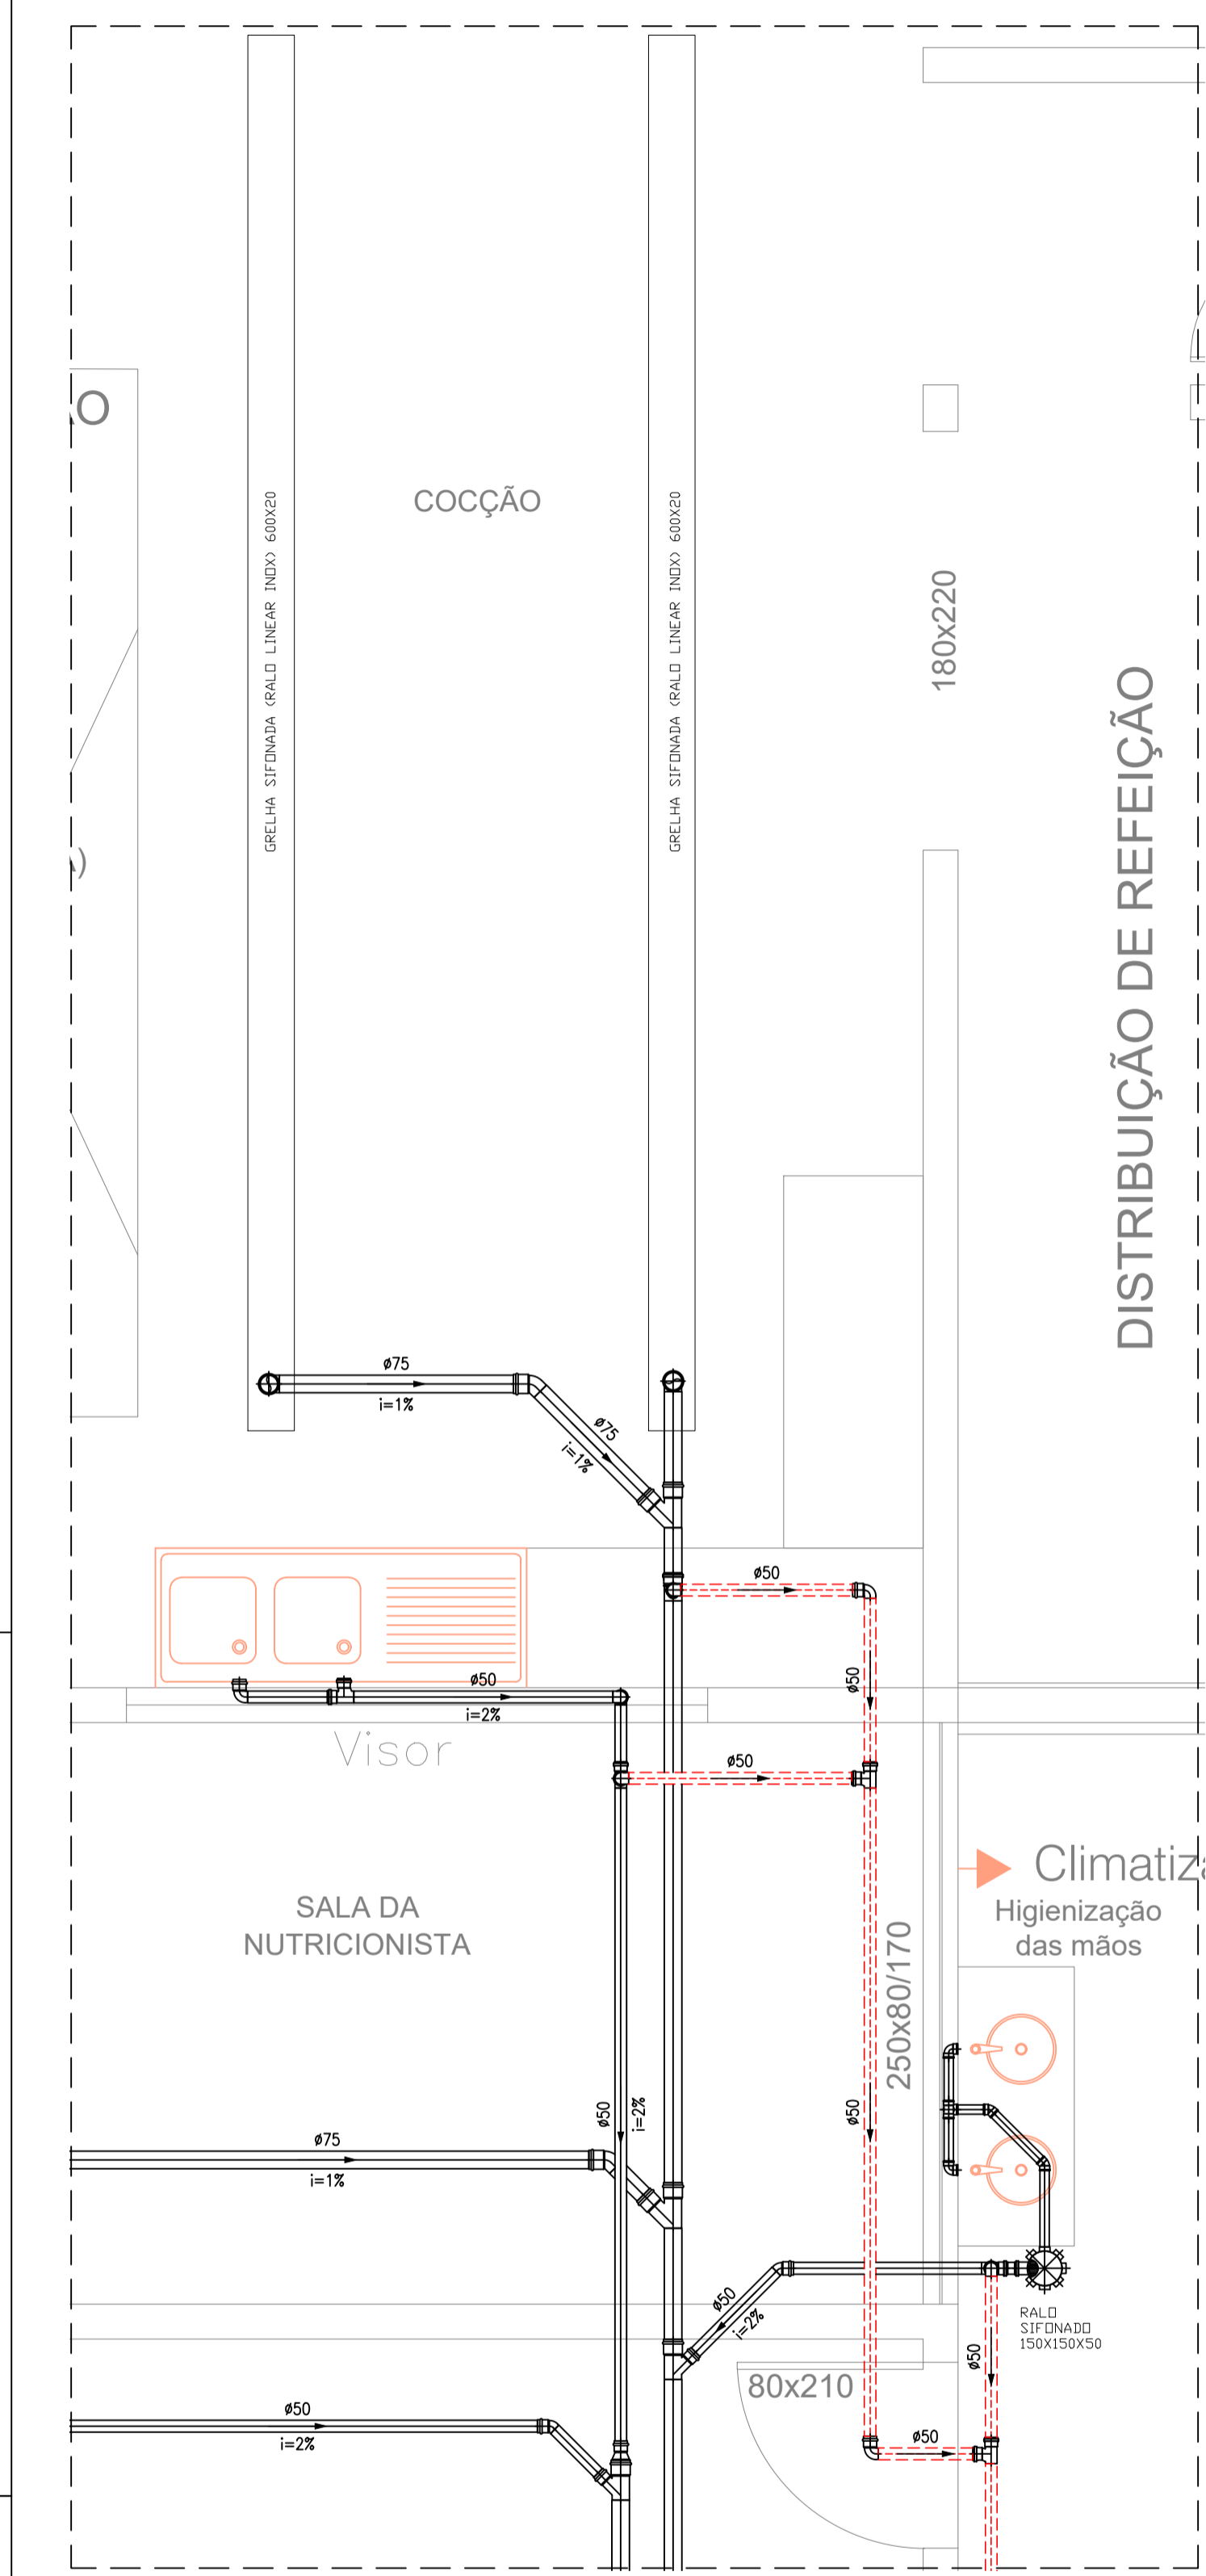 ÃO
COCÇÃO
GRELHA SIFONADA (RALO LINEAR INOX) 600X20
GRELHA SIFONADA (RALO LINEAR INOX) 600X20
180x220
DISTRIBUIÇÃO DE REFEIÇÃO
A)
ø75
i=1%
ø75
i=1%
ø50
ø50
ø50
i=2%
Visor
ø50
Climatiza
Higienização
das mãos
SALA DA
NUTRICIONISTA
250x80/170
ø50
i=2%
ø50
ø75
i=1%
ø50
i=2%
RALO
SIFONADO
150X150X50
ø50
80x210
ø50
i=2%
ø50